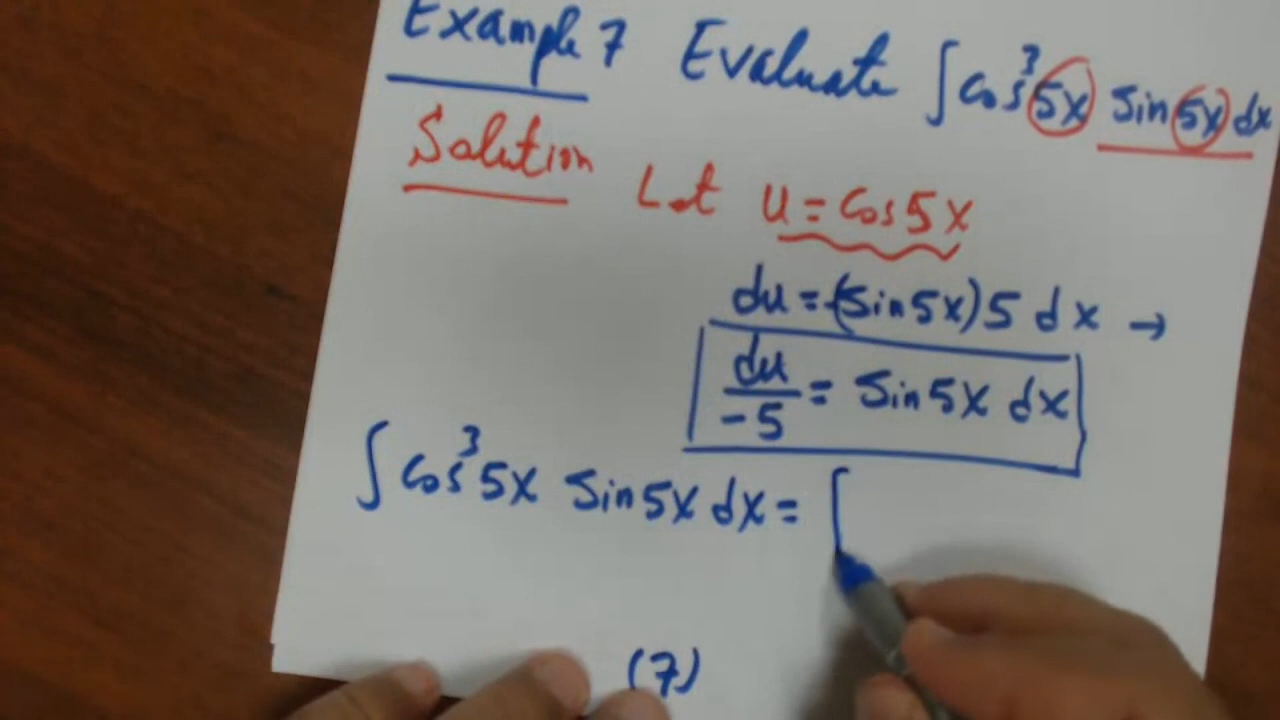 Example 7 Evaluate ∫cos³5x sin5x dx
Solution Let u = cos5x
du = -(sin5x)5 dx →
du/-5 = sin5x dx
∫cos³5x sin5x dx = ∫
(7)